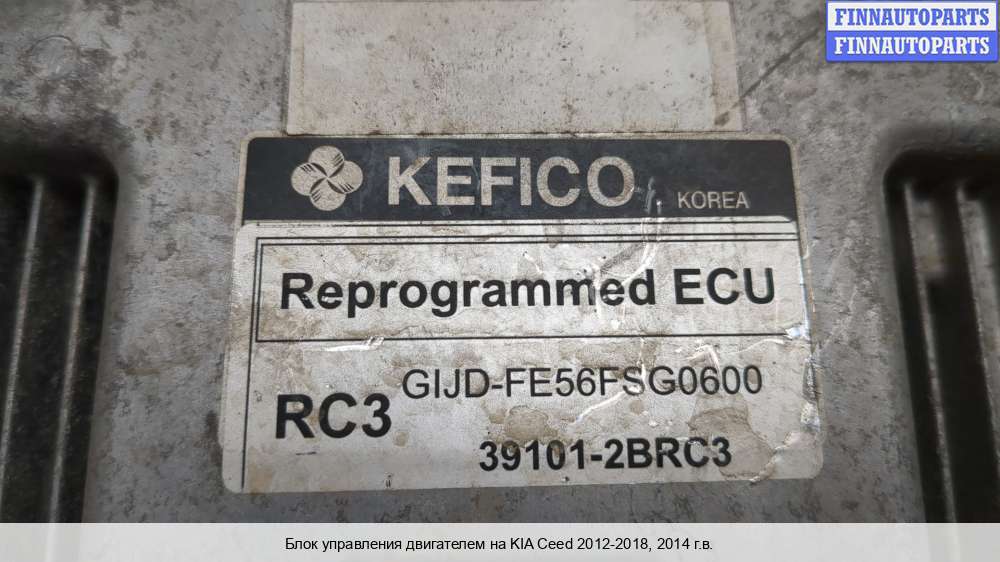 FINNAUTOPARTS
FINNAUTOPARTS
KEFICO KOREA
Reprogrammed ECU
GIJD-FE56FSG0600
RC3
39101-2BRC3
Блок управления двигателем на KIA Ceed 2012-2018, 2014 г.в.